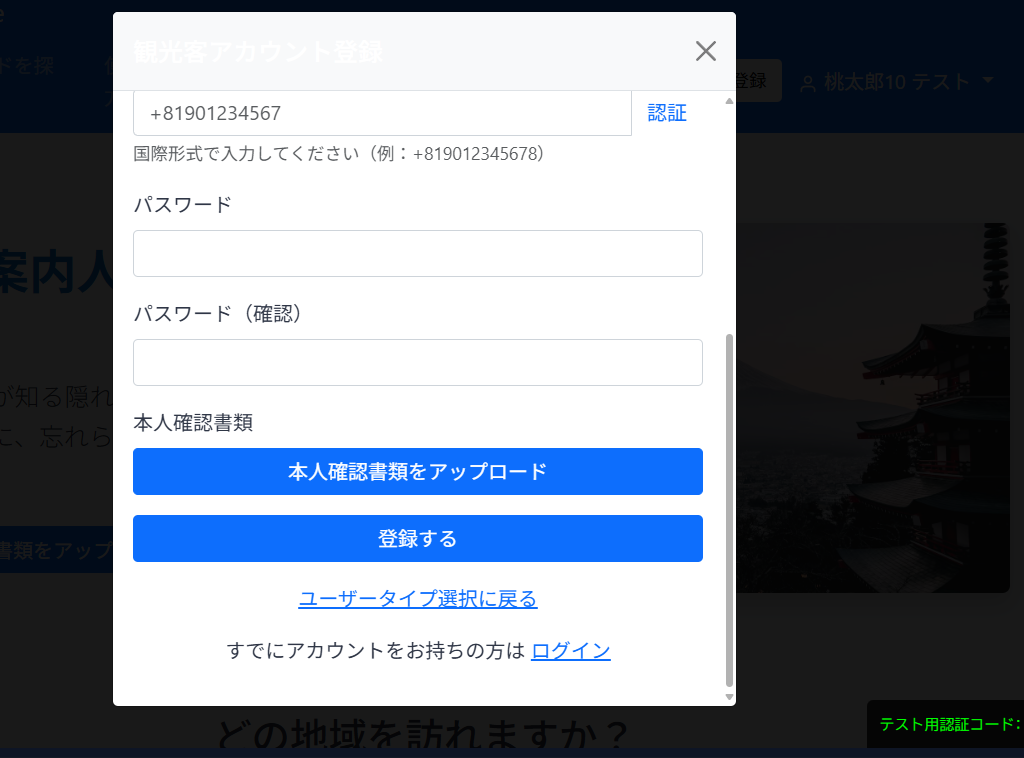 観光客アカウント登録
ドを探
登録
桃太郎10 テスト
+81901234567
認証
国際形式で入力してください（例：+819012345678）
パスワード
案内人
パスワード（確認）
が知る隠れ
本人確認書類
に、忘れら
本人確認書類をアップロード
登録する
書類をアップ
ユーザータイプ選択に戻る
すでにアカウントをお持ちの方は ログイン
どの地域を訪れますか？
テスト用認証コード: